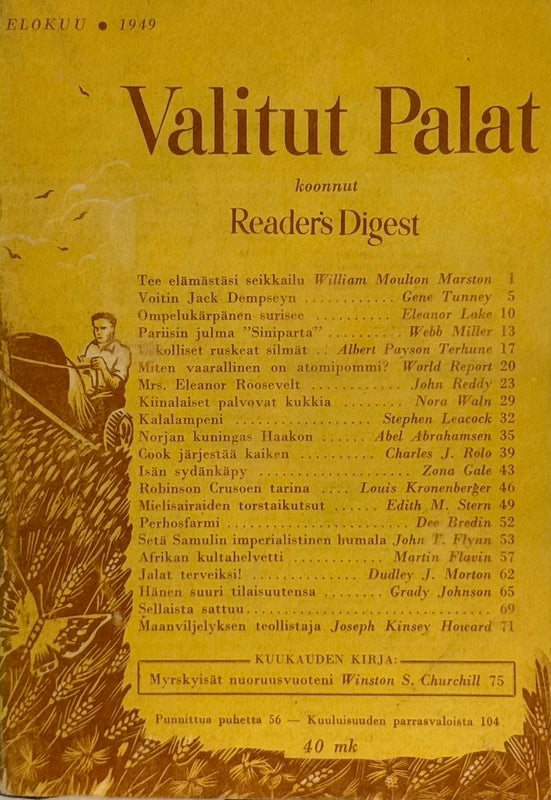 ELOKUU ● 1949
Valitut Palat
koonnut
Reader's Digest
Tee elämästäsi seikkailu William Moulton Marston 1
Voitin Jack Dempseyn ............ Gene Tunney 5
Ompelukärpänen surisee .......... Eleanor Lake 10
Pariisin julma "Siniparta" .......... Webb Miller 13
kolliset ruskeat silmät .. Albert Payson Terhune 17
Miten vaarallinen on atomipommi? World Report 20
Mrs. Eleanor Roosevelt ............ John Reddy 23
Kiinalaiset palvovat kukkia ........ Nora Waln 29
Kalalampeni .................. Stephen Leacock 32
Norjan kuningas Haakon ...... Abel Abrahamsen 35
Cook järjestää kaiken .......... Charles J. Rolo 39
Isän sydänkäpy .................. Zona Gale 43
Robinson Crusoen tarina .... Louis Kronenberger 46
Mielisairaiden torstaikutsut ...... Edith M. Stern 49
Perhosfarmi ........................ Dee Bredin 52
Setä Samulin imperialistinen humala John T. Flynn 53
Afrikan kultahelvetti ............ Martin Flavin 57
Jalat terveiksi! .............. Dudley J. Morton 62
Hänen suuri tilaisuutensa ........ Grady Johnson 65
Sellaista sattuu ................................ 69
Maanviljelyksen teollistaja Joseph Kinsey Howard 71
KUUKAUDEN KIRJA:
Myrskyisät nuoruusvuoteni Winston S. Churchill 75
Punnittua puhetta 56 — Kuuluisuuden parrasvaloista 104
40 mk